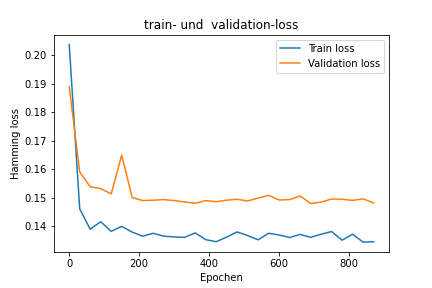 train- und  validation-loss
Train loss
Validation loss
Hamming loss
0.20
0.19
0.18
0.17
0.16
0.15
0.14
0 200 400 600 800
Epochen